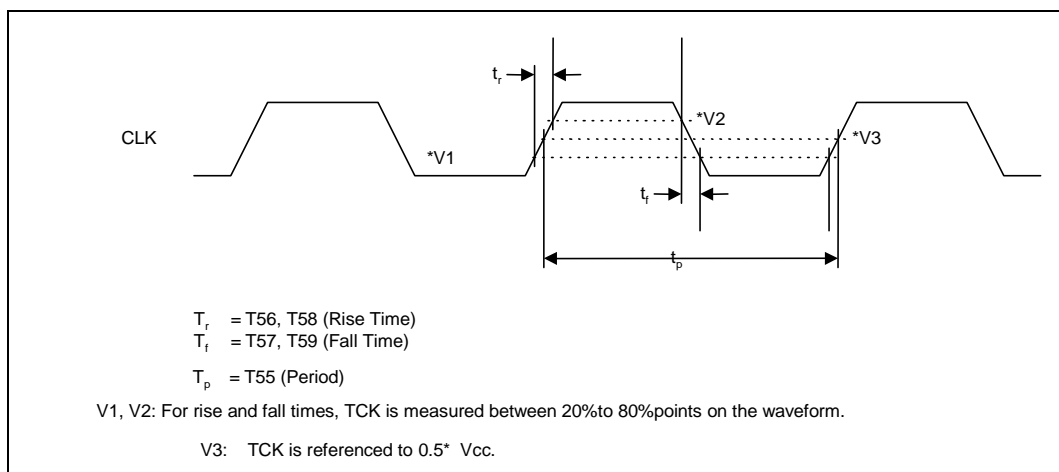 t_r
*V2
CLK
*V3
*V1
t_f
t_p
T_r = T56, T58 (Rise Time)
T_f = T57, T59 (Fall Time)
T_p = T55 (Period)
V1, V2: For rise and fall times, TCK is measured between 20%to 80%points on the waveform.
V3: TCK is referenced to 0.5* Vcc.